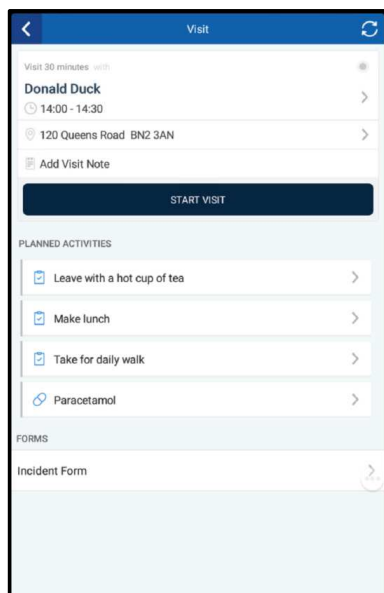 Visit
Visit 30 minutes with
Donald Duck
14:00 - 14:30
120 Queens Road BN2 3AN
Add Visit Note
START VISIT
PLANNED ACTIVITIES
Leave with a hot cup of tea
Make lunch
Take for daily walk
Paracetamol
FORMS
Incident Form